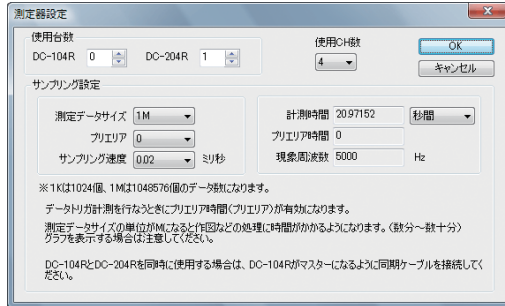 測定器設定
使用台数
DC-104R 0 DC-204R 1
使用CH数
4
OK
キャンセル
サンプリング設定
測定データサイズ 1M
プリエリア 0
サンプリング速度 0.02 ミリ秒
計測時間 20.97152 秒間
プリエリア時間 0
現象周波数 5000 Hz
※1Kは1024個、1Mは1048576個のデータ数になります。
データトリガ計測を行なうときにプリエリア時間(プリエリア)が有効になります。
測定データサイズの単位がMになると作図などの処理に時間がかかるようになります。(数分~数十分)
グラフを表示する場合は注意してください。
DC-104RとDC-204Rを同時に使用する場合は、DC-104Rがマスターになるように同期ケーブルを接続してく
ださい。